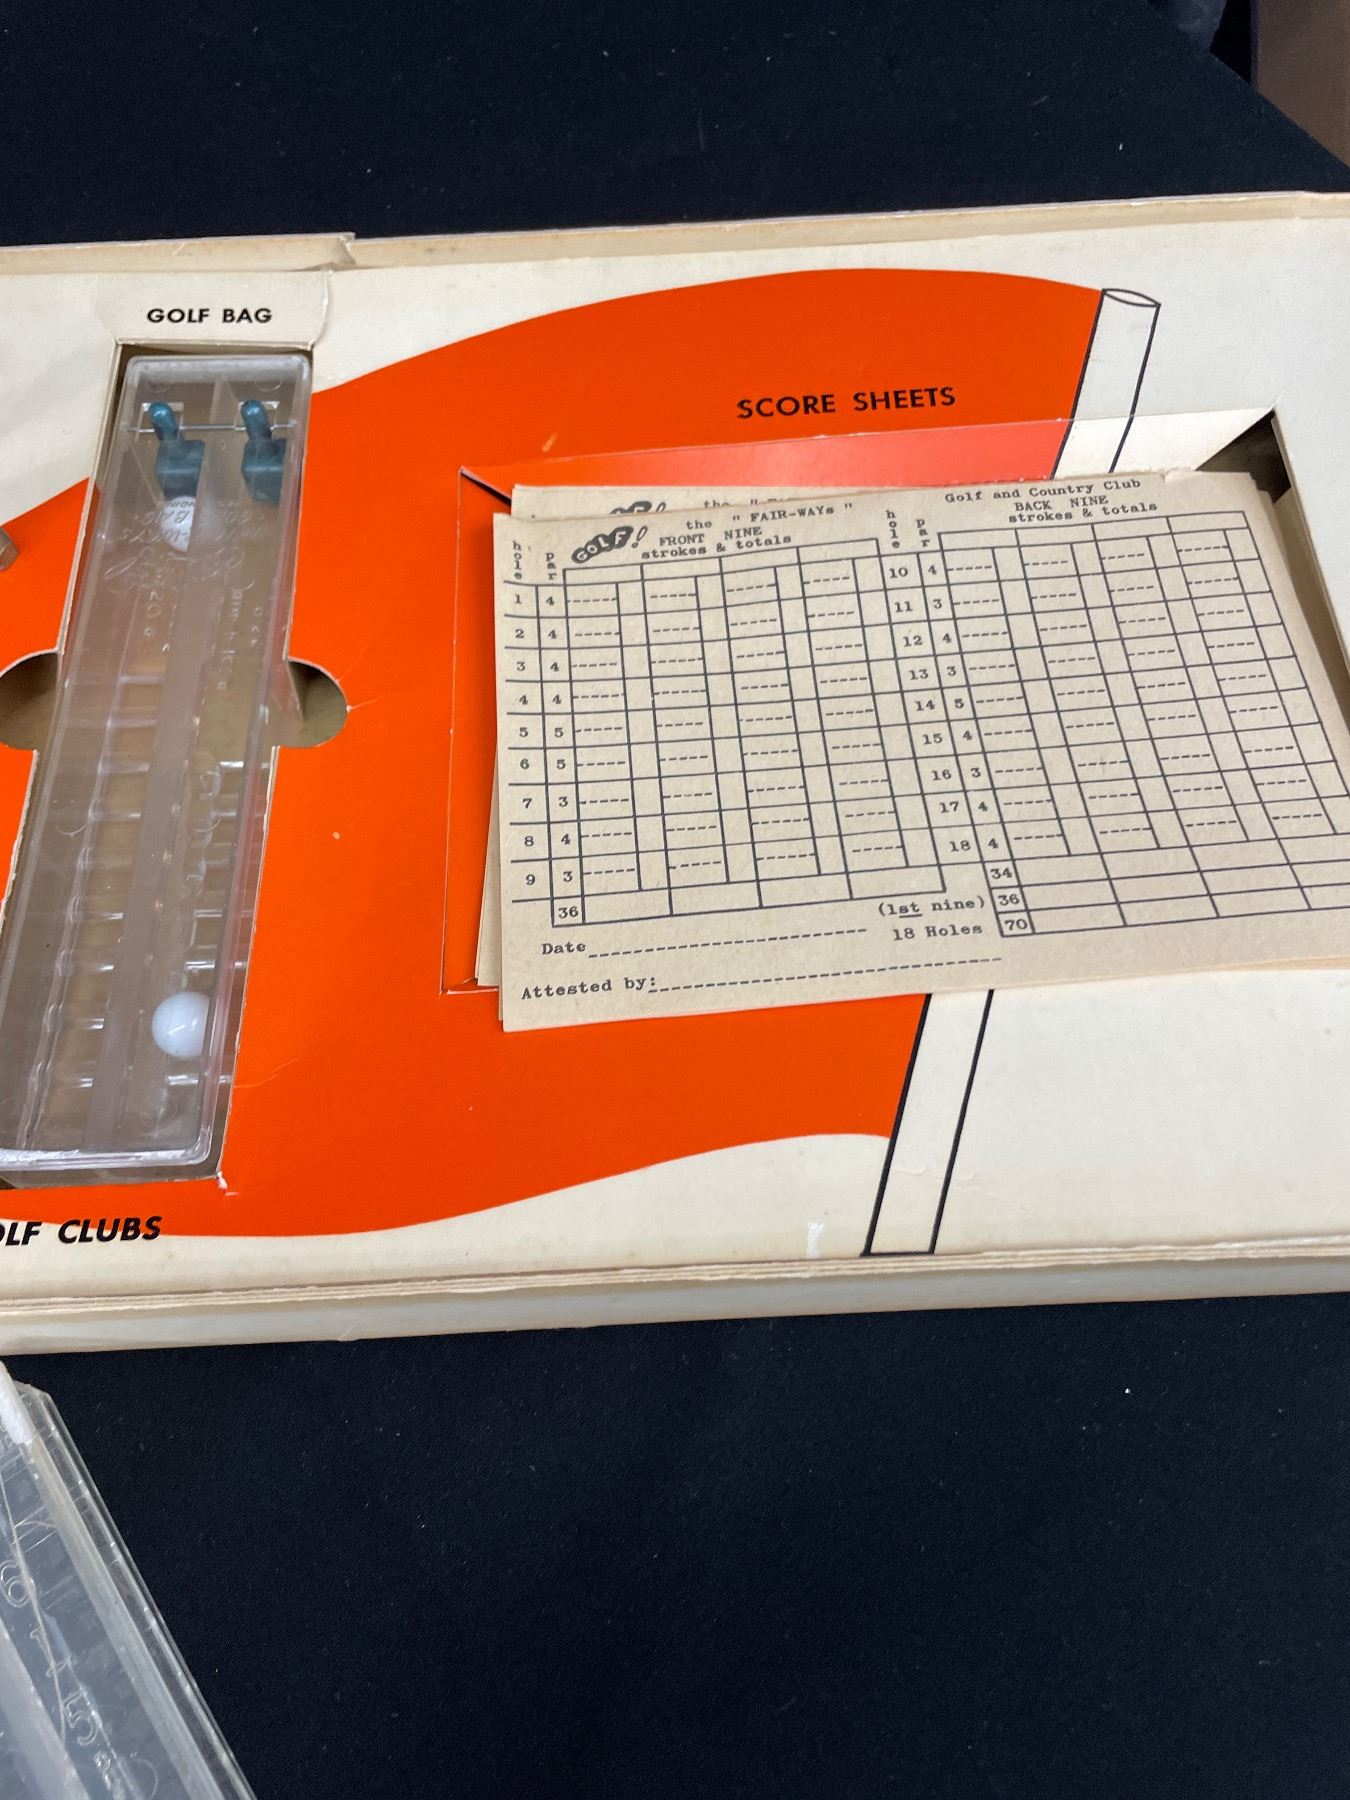 GOLF BAG
SCORE SHEETS
the
GOLF! the " FAIR-WAYs " Golf and Country Club
hole par FRONT NINE strokes & totals
hole par BACK NINE strokes & totals
1 4
2 4
3 4
4 4
5 5
6 5
7 3
8 4
9 3
36
10 4
11 3
12 4
13 3
14 5
15 4
16 3
17 4
18 4
34
(1st nine) 36
18 Holes 70
Date
Attested by:
OLF CLUBS